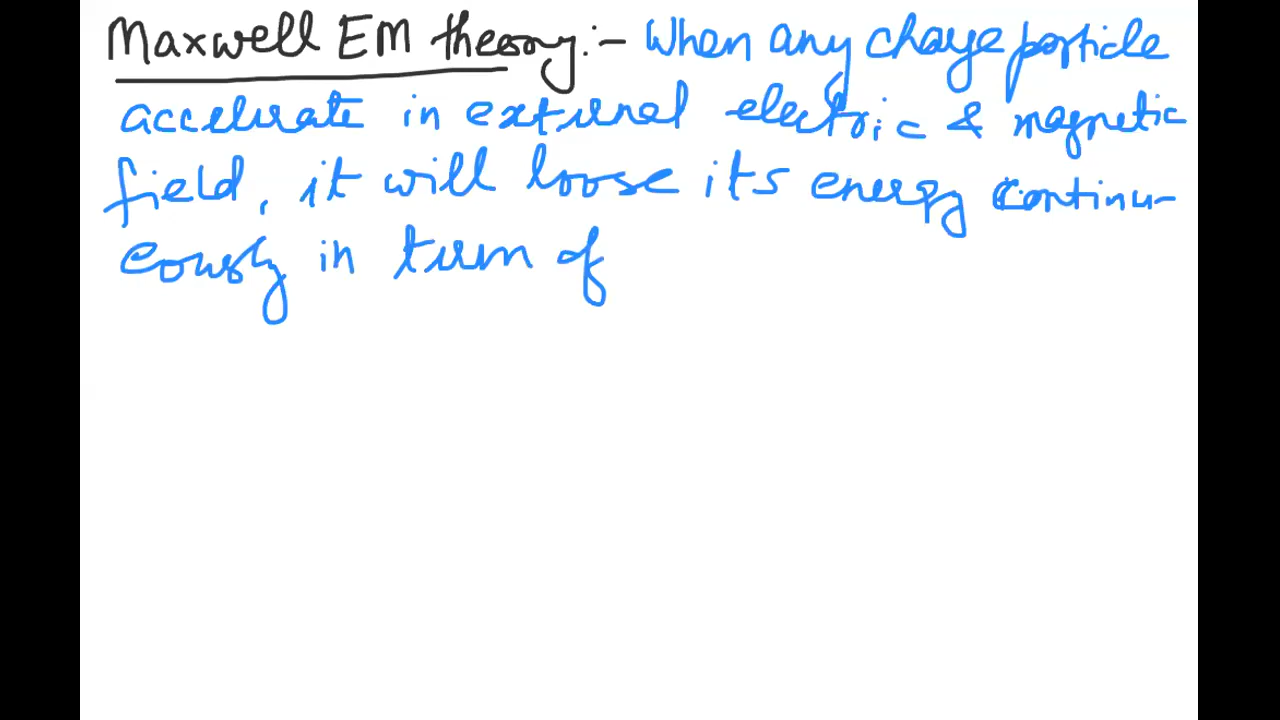 Maxwell EM theory:- When any charge particle
accelerate in external electric & magnetic
field, it will loose its energy continu-
eously in term of